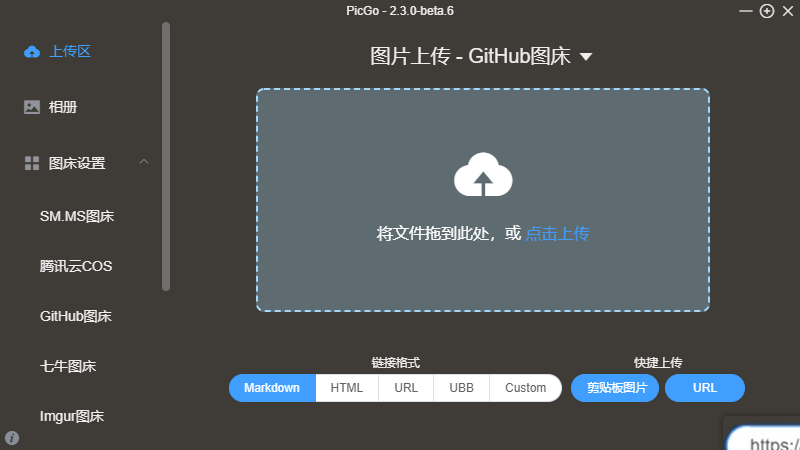 PicGo - 2.3.0-beta.6
上传区
相册
图床设置
SM.MS图床
腾讯云COS
GitHub图床
七牛图床
Imgur图床
图片上传 - GitHub图床
将文件拖到此处，或 点击上传
链接格式
Markdown HTML URL UBB Custom
快捷上传
剪贴板图片 URL
https:/